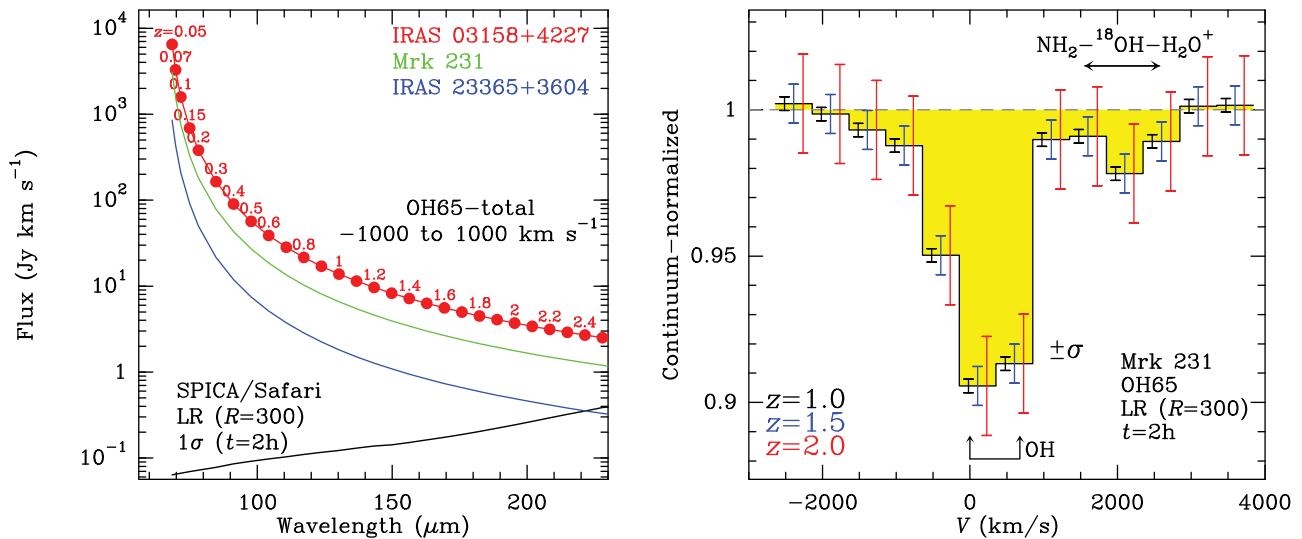 10⁴
10³
10²
10¹
1
10⁻¹
Flux (Jy km s⁻¹)
z=0.05
0.07
0.1
0.15
0.2
0.3
0.4
0.5
0.6
0.8
1
1.2
1.4
1.6
1.8
2
2.2
2.4
IRAS 03158+4227
Mrk 231
IRAS 23365+3604
OH65-total
-1000 to 1000 km s⁻¹
SPICA/Safari
LR (R=300)
1σ (t=2h)
100
150
200
Wavelength (μm)
Continuum-normalized
1
0.95
0.9
NH₂-¹⁸OH-H₂O⁺
±σ
z=1.0
z=1.5
z=2.0
OH
Mrk 231
OH65
LR (R=300)
t=2h
-2000
0
2000
4000
V (km/s)